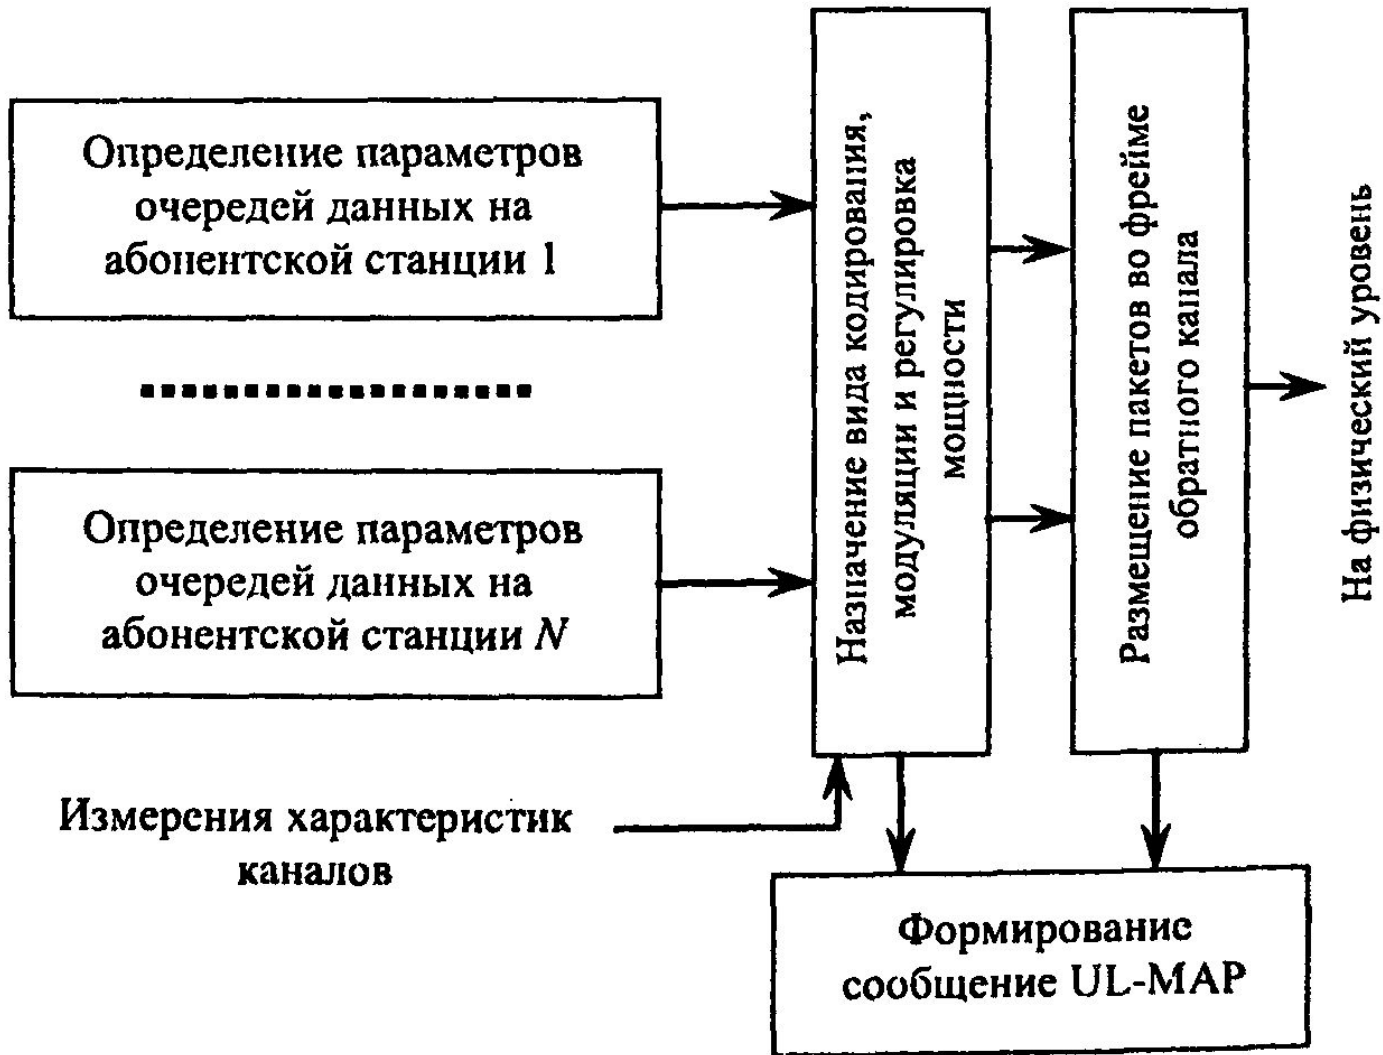 Определение параметров
очередей данных на
абонентской станции 1
Определение параметров
очередей данных на
абонентской станции N
Измерения характеристик
каналов
Назначение вида кодирования,
модуляции и регулировка
мощности
Размещение пакетов во фрейме
обратного канала
На физический уровень
Формирование
сообщение UL-MAP